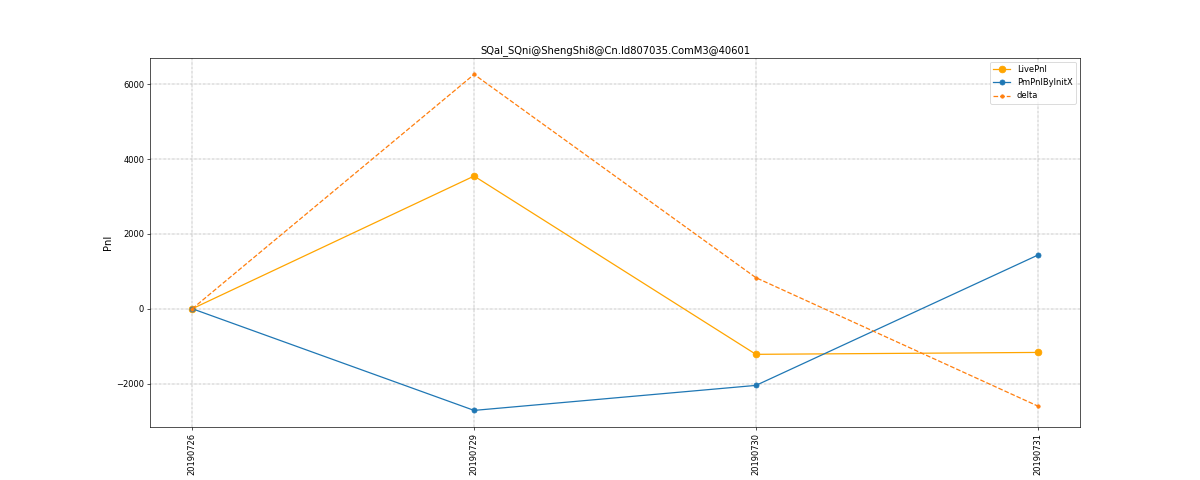 SQal_SQni@ShengShi8@Cn.Id807035.ComM3@40601
LivePnl
PmPnlByInitX
delta
6000
4000
2000
0
−2000
Pnl
20190726
20190729
20190730
20190731